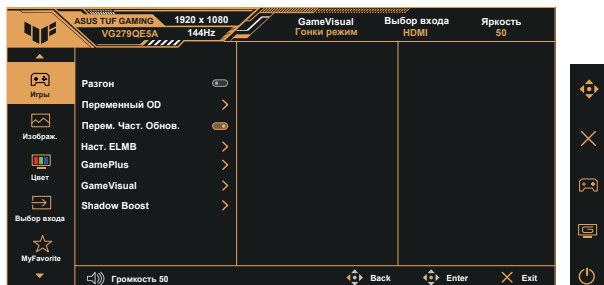 ASUS TUF GAMING 1920 x 1080
VG279QE5A 144Hz
GameVisual Выбор входа Яркость
Гонки режим HDMI 50
Игры
Изображ.
Цвет
Выбор входа
MyFavorite
Разгон
Переменный OD
Перем. Част. Обнов.
Наст. ELMB
GamePlus
GameVisual
Shadow Boost
Громкость 50
Back Enter Exit